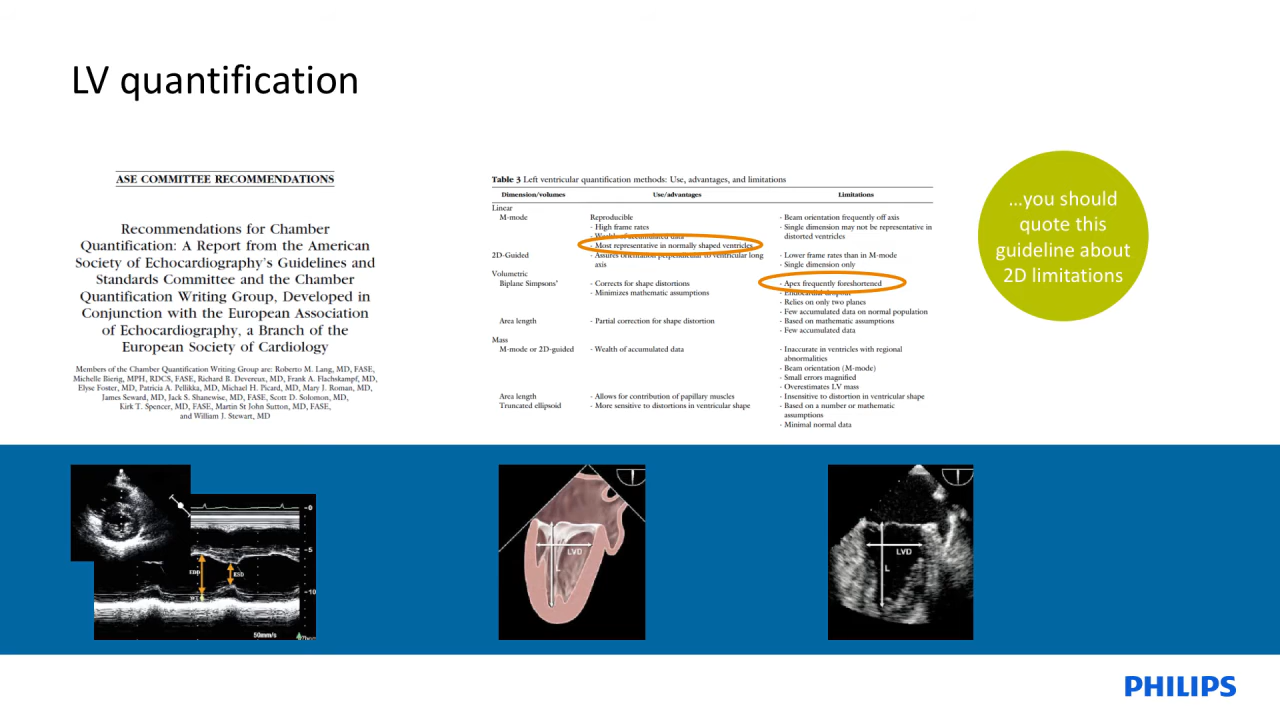 LV quantification
ASE COMMITTEE RECOMMENDATIONS
Recommendations for Chamber
Quantification: A Report from the American
Society of Echocardiography's Guidelines and
Standards Committee and the Chamber
Quantification Writing Group, Developed in
Conjunction with the European Association
of Echocardiography, a Branch of the
European Society of Cardiology
Members of the Chamber Quantification Writing Group are: Roberto M. Lang, MD, FASE,
Michelle Bierig, MPH, RDCS, FASE, Richard B. Devereux, MD, Frank A. Flachskampf, MD,
Elyse Foster, MD, Patricia A. Pellikka, MD, Michael H. Picard, MD, Mary J. Roman, MD,
James Seward, MD, Jack S. Shanewise, MD, FASE, Scott D. Solomon, MD,
Kirk T. Spencer, MD, FASE, Martin St John Sutton, MD, FASE,
and William J. Stewart, MD
Table 3 Left ventricular quantification methods: Use, advantages, and limitations
Dimension/volumes Use/advantages Limitations
Linear
M-mode Reproducible - Beam orientation frequently off axis
- High frame rates - Single dimension may not be representative in
- Wealth of accumulated data distorted ventricles
- Most representative in normally shaped ventricles
2D-Guided - Assures orientation perpendicular to ventricular long - Lower frame rates than in M-mode
axis - Single dimension only
Volumetric
Biplane Simpsons' - Corrects for shape distortions - Apex frequently foreshortened
- Minimizes mathematic assumptions - Endocardial dropout
- Relies on only two planes
- Few accumulated data on normal population
Area length - Partial correction for shape distortion - Based on mathematic assumptions
- Few accumulated data
Mass
M-mode or 2D-guided - Wealth of accumulated data - Inaccurate in ventricles with regional
abnormalities
- Beam orientation (M-mode)
- Small errors magnified
- Overestimates LV mass
Area length - Allows for contribution of papillary muscles - Insensitive to distortion in ventricular shape
Truncated ellipsoid - More sensitive to distortions in ventricular shape - Based on a number or mathematic
assumptions
- Minimal normal data
...you should
quote this
guideline about
2D limitations
0
5
EDD ESD
10
50mm/s
LVD
L
LVD
L
PHILIPS